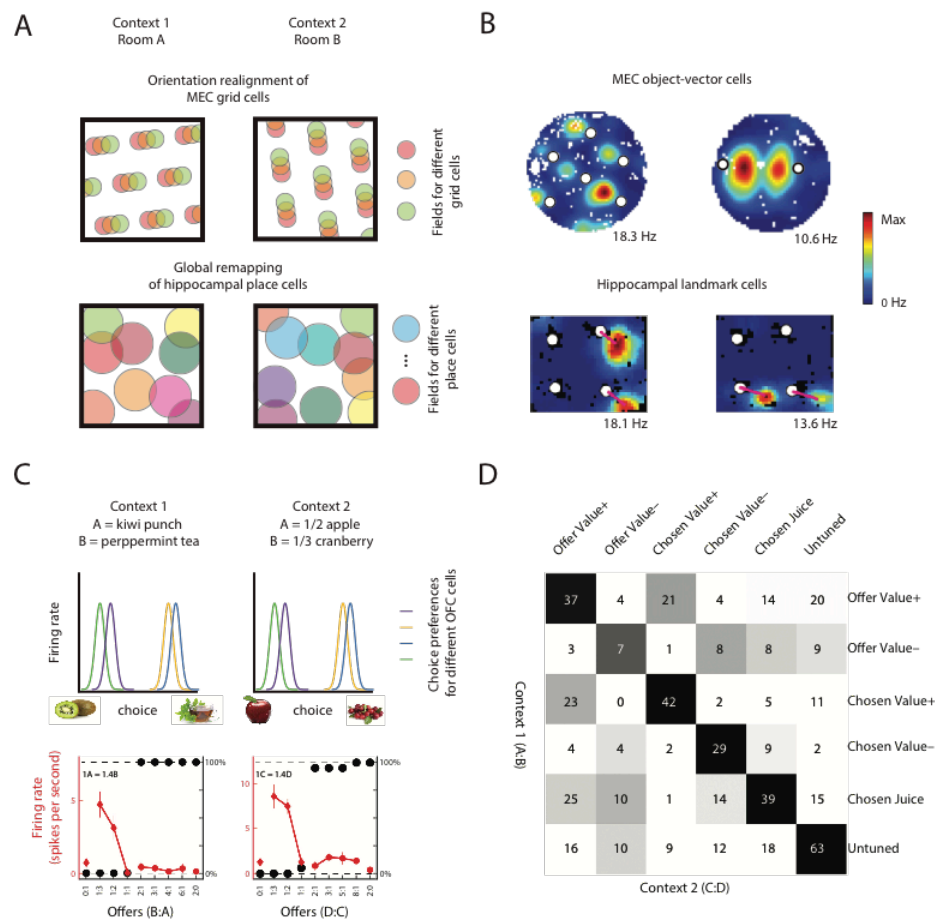 A
Context 1
Room A
Context 2
Room B
Orientation realignment of
MEC grid cells
Fields for different
grid cells
Global remapping
of hippocampal place cells
Fields for different
place cells
...
B
MEC object-vector cells
18.3 Hz
10.6 Hz
Max
0 Hz
Hippocampal landmark cells
18.1 Hz
13.6 Hz
C
Context 1
A = kiwi punch
B = perppermint tea
Context 2
A = 1/2 apple
B = 1/3 cranberry
Firing rate
Choice preferences
for different OFC cells
choice
choice
Firing rate
(spikes per second)
1A = 1.4B
100%
5
0
0%
0:1 1:3 1:2 1:1 2:1 3:1 4:1 6:1 2:0
Offers (B:A)
1C = 1.4D
100%
10
5
0
0%
0:1 1:3 1:2 1:1 2:1 3:1 5:1 8:1 2:0
Offers (D:C)
D
Offer Value+
Offer Value–
Chosen Value+
Chosen Value–
Chosen Juice
Untuned
Context 1 (A:B)
37 4 21 4 14 20 Offer Value+
3 7 1 8 8 9 Offer Value–
23 0 42 2 5 11 Chosen Value+
4 4 2 29 9 2 Chosen Value–
25 10 1 14 39 15 Chosen Juice
16 10 9 12 18 63 Untuned
Context 2 (C:D)